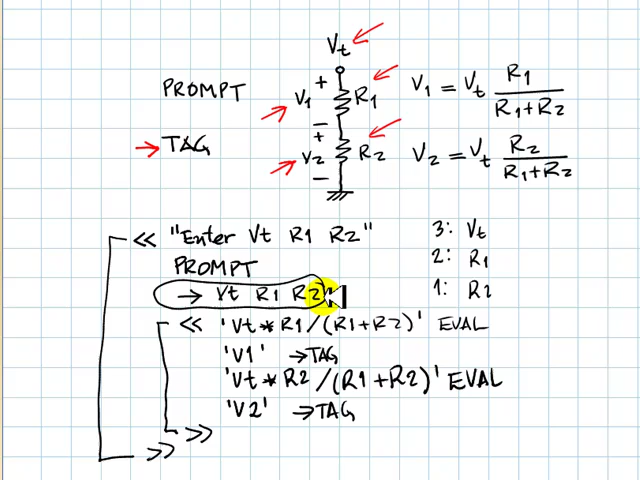 PROMPT
→ TAG
Vt
+
V1 R1
−
+
V2 R2
−
V1 = Vt R1 / (R1+R2)
V2 = Vt R2 / (R1+R2)
<< "Enter Vt R1 R2"
PROMPT
→ Vt R1 R2
<< 'Vt*R1/(R1+R2)' EVAL
'V1' →TAG
'Vt*R2/(R1+R2)' EVAL
'V2' →TAG
>>
>>
3: Vt
2: R1
1: R2